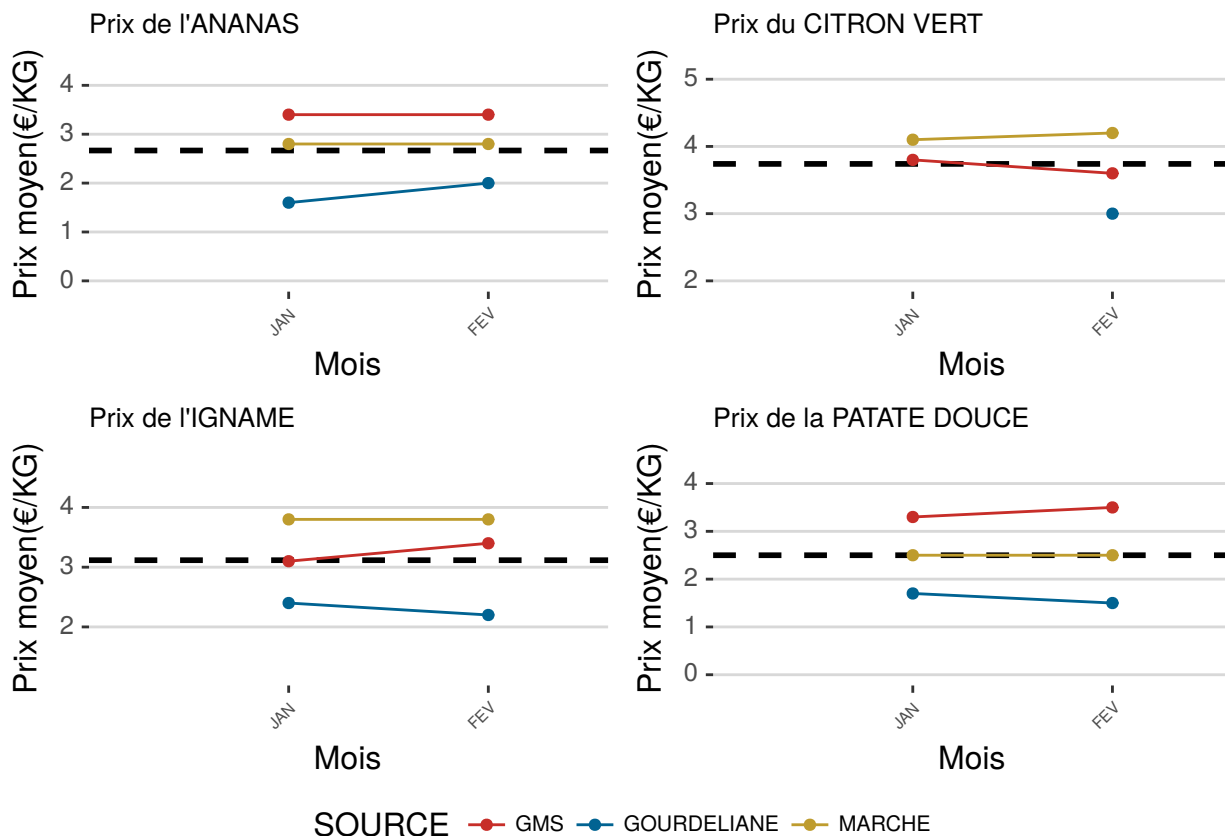 Prix de l'ANANAS
Prix moyen(€/KG)
4
3
2
1
0
JAN
FEV
Mois
Prix du CITRON VERT
Prix moyen(€/KG)
5
4
3
2
JAN
FEV
Mois
Prix de l'IGNAME
Prix moyen(€/KG)
4
3
2
JAN
FEV
Mois
Prix de la PATATE DOUCE
Prix moyen(€/KG)
4
3
2
1
0
JAN
FEV
Mois
SOURCE GMS GOURDELIANE MARCHE